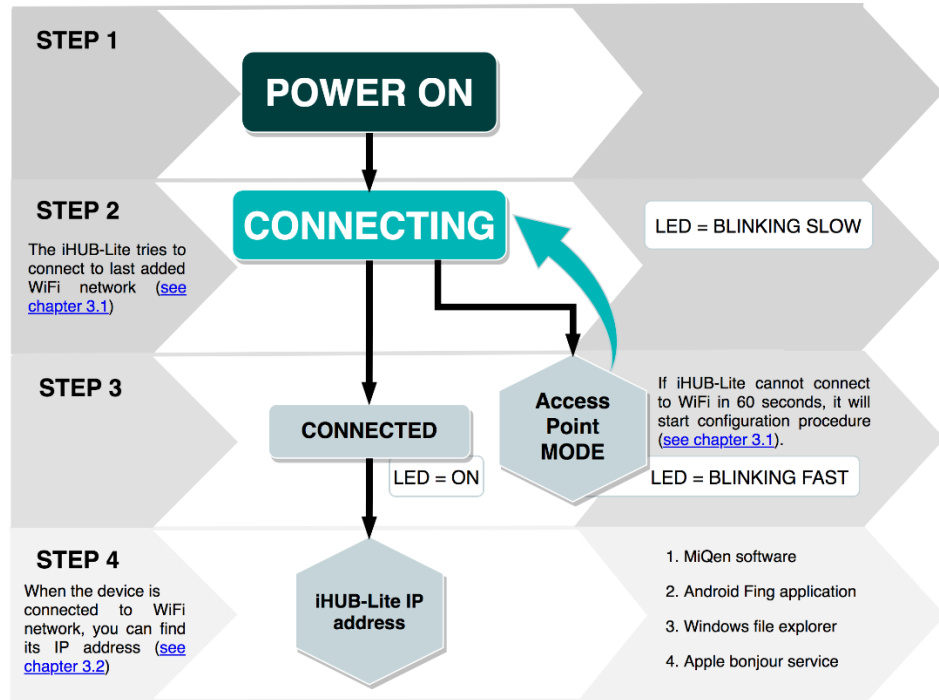 STEP 1
POWER ON
STEP 2
The iHUB-Lite tries to
connect to last added
WiFi network (see
chapter 3.1)
CONNECTING
LED = BLINKING SLOW
STEP 3
CONNECTED
LED = ON
Access
Point
MODE
If iHUB-Lite cannot connect
to WiFi in 60 seconds, it will
start configuration procedure
(see chapter 3.1).
LED = BLINKING FAST
STEP 4
When the device is
connected to WiFi
network, you can find
its IP address (see
chapter 3.2)
iHUB-Lite IP
address
1. MiQen software
2. Android Fing application
3. Windows file explorer
4. Apple bonjour service